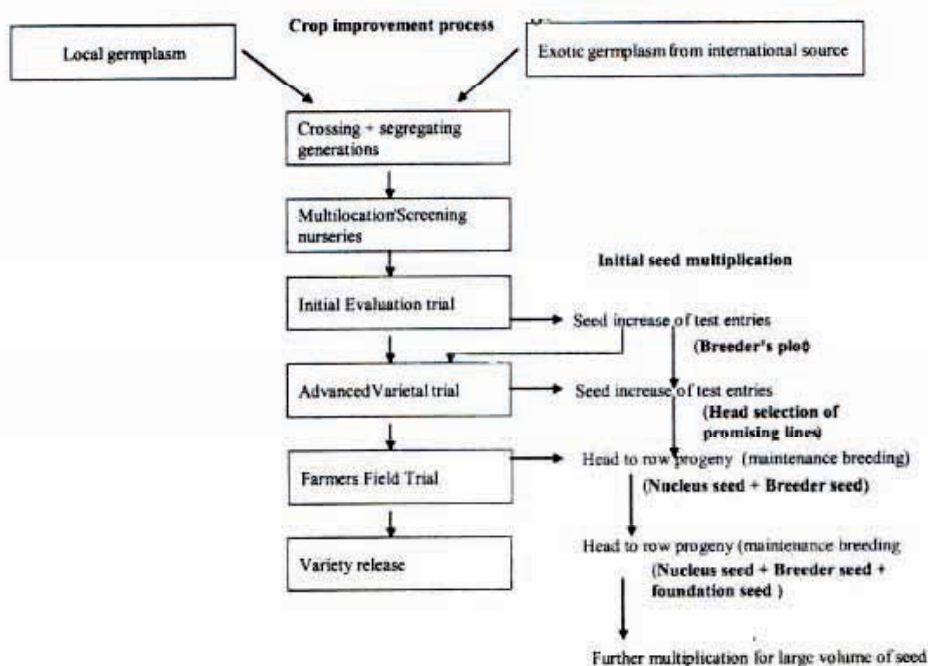 Crop improvement process
Local germplasm
Exotic germplasm from international source
Crossing + segregating
generations
Multilocation/Screening
nurseries
Initial seed multiplication
Initial Evaluation trial
Seed increase of test entries
(Breeder's plot)
Advanced Varietal trial
Seed increase of test entries
(Head selection of
promising lines)
Head to row progeny (maintenance breeding)
Farmers Field Trial
(Nucleus seed + Breeder seed)
Head to row progeny (maintenance breeding
Variety release
(Nucleus seed + Breeder seed +
foundation seed )
Further multiplication for large volume of seed